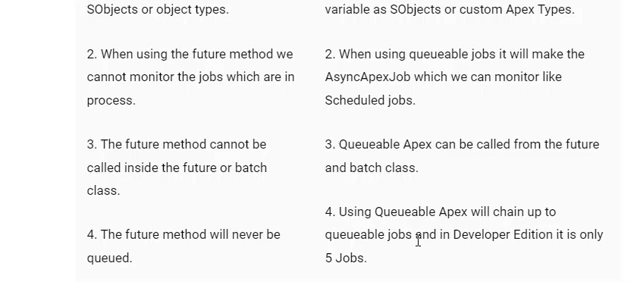 SObjects or object types.
2. When using the future method we
cannot monitor the jobs which are in
process.
3. The future method cannot be
called inside the future or batch
class.
4. The future method will never be
queued.
variable as SObjects or custom Apex Types.
2. When using queueable jobs it will make the
AsyncApexJob which we can monitor like
Scheduled jobs.
3. Queueable Apex can be called from the future
and batch class.
4. Using Queueable Apex will chain up to
queueable jobs and in Developer Edition it is only
5 Jobs.